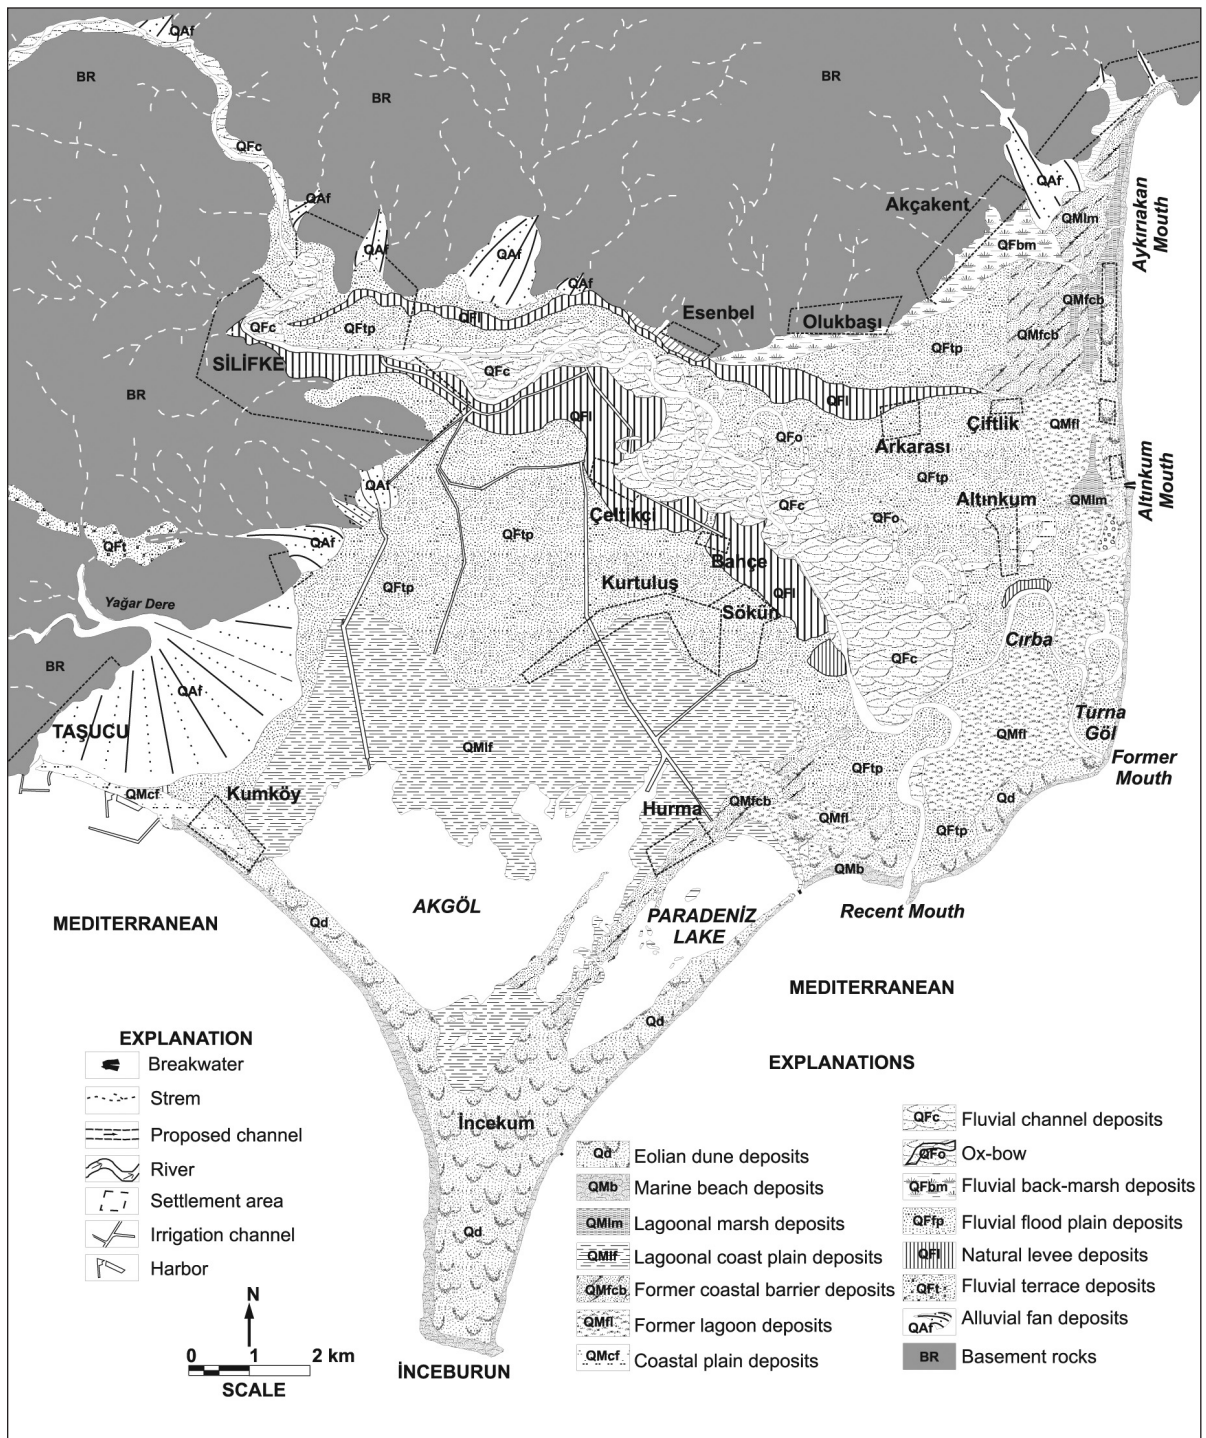 QAf
BR
BR
BR
QFc
QAf
QAf
QAf
QAf
Akçakent
QAf
QFbm
QMlm
Aykırıakan
Mouth
QFc
QFtp
QFl
Esenbel
Olukbaşı
QFtp
QMfcb
QMfcb
SİLİFKE
QFc
BR
QFl
QFl
QFo
Arkarası
Çiftlik
QMfl
QAf
QFtp
QFc
Altınkum
QMlm
Altınkum
Mouth
QFt
QAf
QFtp
Çeltikçi
QFo
Bahçe
QFtp
Kurtuluş
QFl
Sökün
Yağar Dere
Cırba
BR
QAf
QFc
TAŞUCU
QMlf
QMfl
Turna
Göl
Former
Mouth
QFtp
QMcf
Kumköy
Hurma
QMfcb
QMfl
Qd
QFtp
QMb
AKGÖL
PARADENİZ
LAKE
Recent Mouth
MEDITERRANEAN
Qd
MEDITERRANEAN
Qd
İncekum
Qd
İNCEBURUN
EXPLANATION
Breakwater
Strem
Proposed channel
River
Settlement area
Irrigation channel
Harbor
N
0 1 2 km
SCALE
EXPLANATIONS
Qd Eolian dune deposits
QMb Marine beach deposits
QMlm Lagoonal marsh deposits
QMlf Lagoonal coast plain deposits
QMfcb Former coastal barrier deposits
QMfl Former lagoon deposits
QMcf Coastal plain deposits
QFc Fluvial channel deposits
QFo Ox-bow
QFbm Fluvial back-marsh deposits
QFfp Fluvial flood plain deposits
QFl Natural levee deposits
QFt Fluvial terrace deposits
QAf Alluvial fan deposits
BR Basement rocks